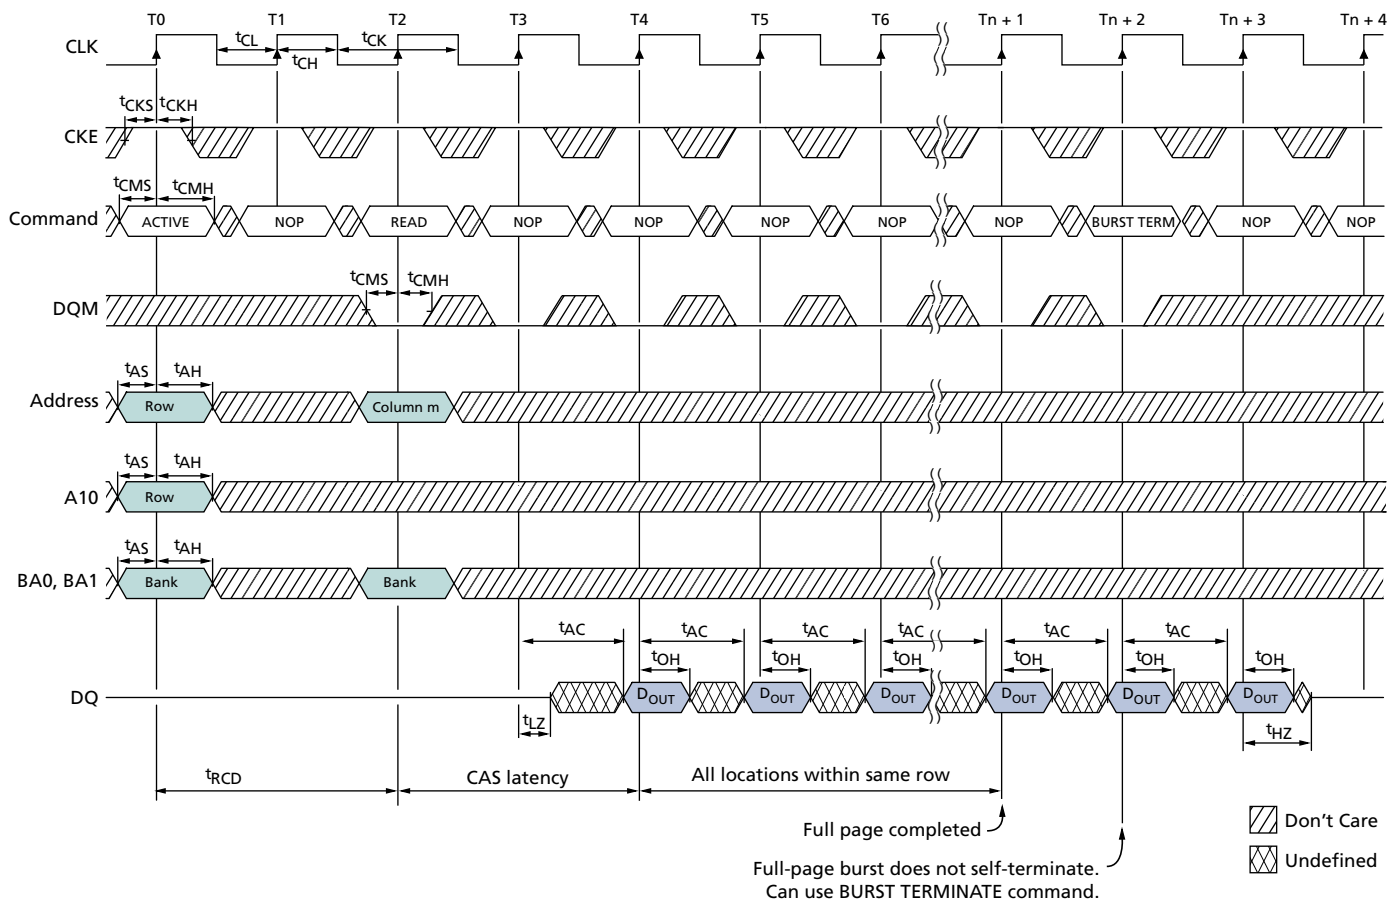 T0 T1 T2 T3 T4 T5 T6 Tn + 1 Tn + 2 Tn + 3 Tn + 4
CLK
tCL tCK
tCH
tCKS tCKH
CKE
tCMS tCMH
Command ACTIVE NOP READ NOP NOP NOP NOP NOP BURST TERM NOP NOP
tCMS tCMH
DQM
tAS tAH
Address Row Column m
tAS tAH
A10 Row
tAS tAH
BA0, BA1 Bank Bank
tAC tAC tAC tAC tAC tAC
tOH tOH tOH tOH tOH tOH
DQ DOUT DOUT DOUT DOUT DOUT DOUT
tLZ tHZ
tRCD CAS latency All locations within same row
Full page completed
Don't Care
Full-page burst does not self-terminate.
Can use BURST TERMINATE command.
Undefined